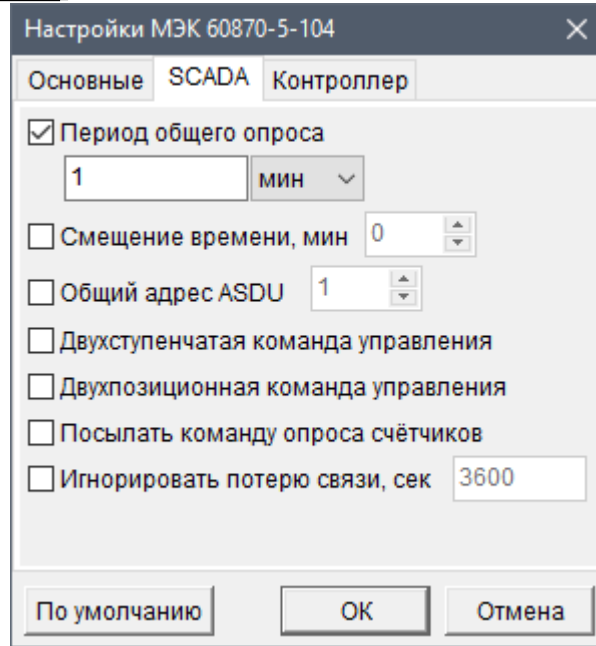 Настройки МЭК 60870-5-104
Основные SCADA Контроллер
Период общего опроса
1 мин
Смещение времени, мин 0
Общий адрес ASDU 1
Двухступенчатая команда управления
Двухпозиционная команда управления
Посылать команду опроса счётчиков
Игнорировать потерю связи, сек 3600
По умолчанию ОК Отмена